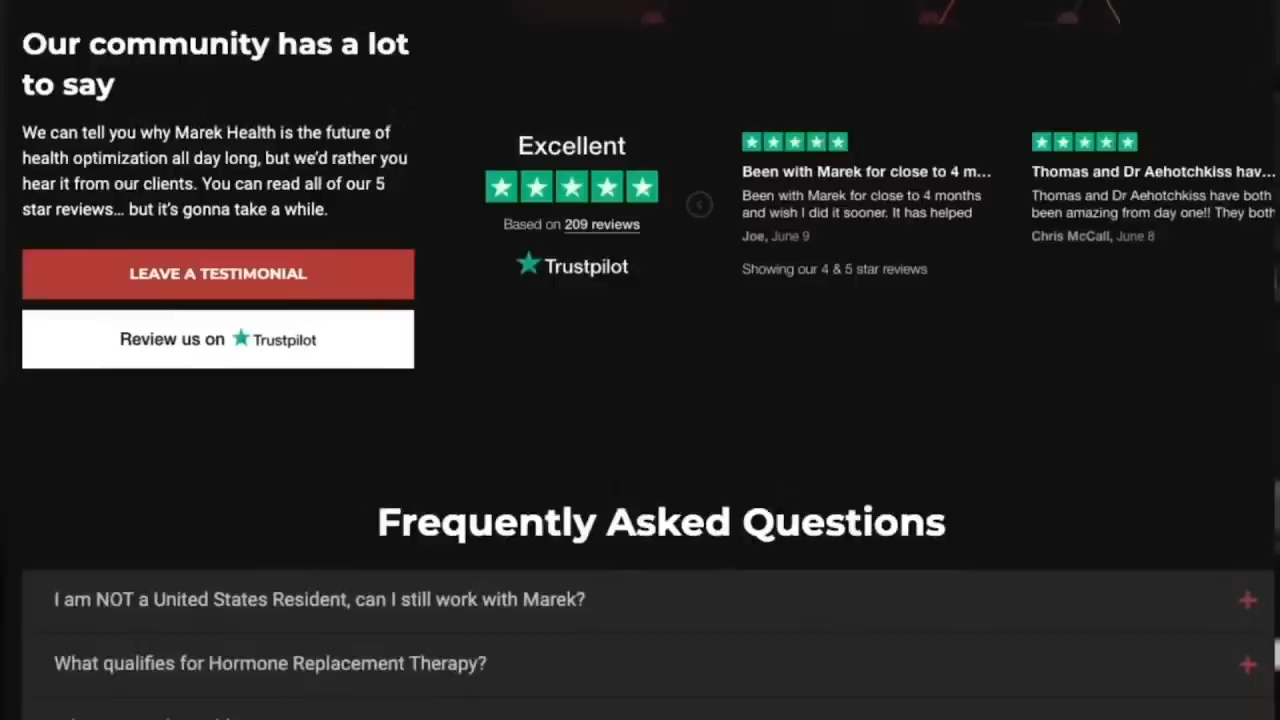 Our community has a lot
to say
We can tell you why Marek Health is the future of
health optimization all day long, but we’d rather you
hear it from our clients. You can read all of our 5
star reviews... but it’s gonna take a while.
LEAVE A TESTIMONIAL
Review us on Trustpilot
Excellent
Based on 209 reviews
Trustpilot
Been with Marek for close to 4 m...
Been with Marek for close to 4 months
and wish I did it sooner. It has helped
Joe, June 9
Showing our 4 & 5 star reviews
Thomas and Dr Aehotchkiss hav...
Thomas and Dr Aehotchkiss have both
been amazing from day one!! They both
Chris McCall, June 8
Frequently Asked Questions
I am NOT a United States Resident, can I still work with Marek?
What qualifies for Hormone Replacement Therapy?